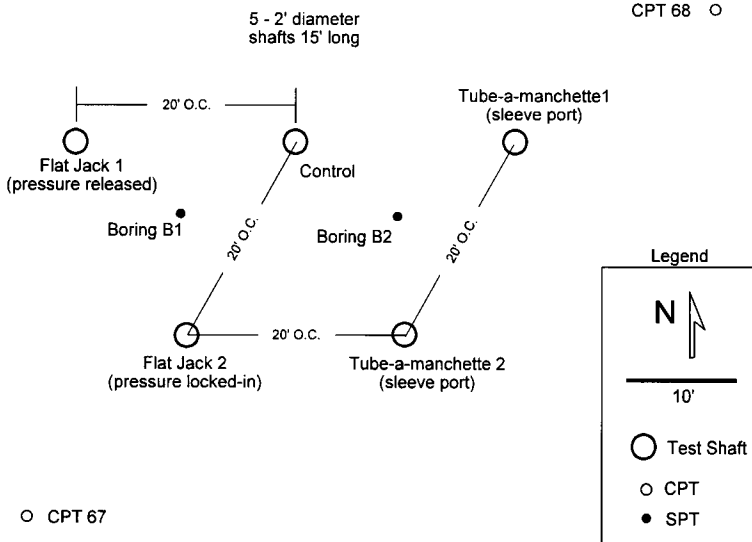 5 - 2' diameter
shafts 15' long
CPT 68
20' O.C.
Tube-a-manchette1
(sleeve port)
Flat Jack 1
(pressure released)
Control
Boring B1
20' O.C.
Boring B2
20' O.C.
20' O.C.
Flat Jack 2
(pressure locked-in)
Tube-a-manchette 2
(sleeve port)
CPT 67
Legend
N
10'
Test Shaft
CPT
SPT